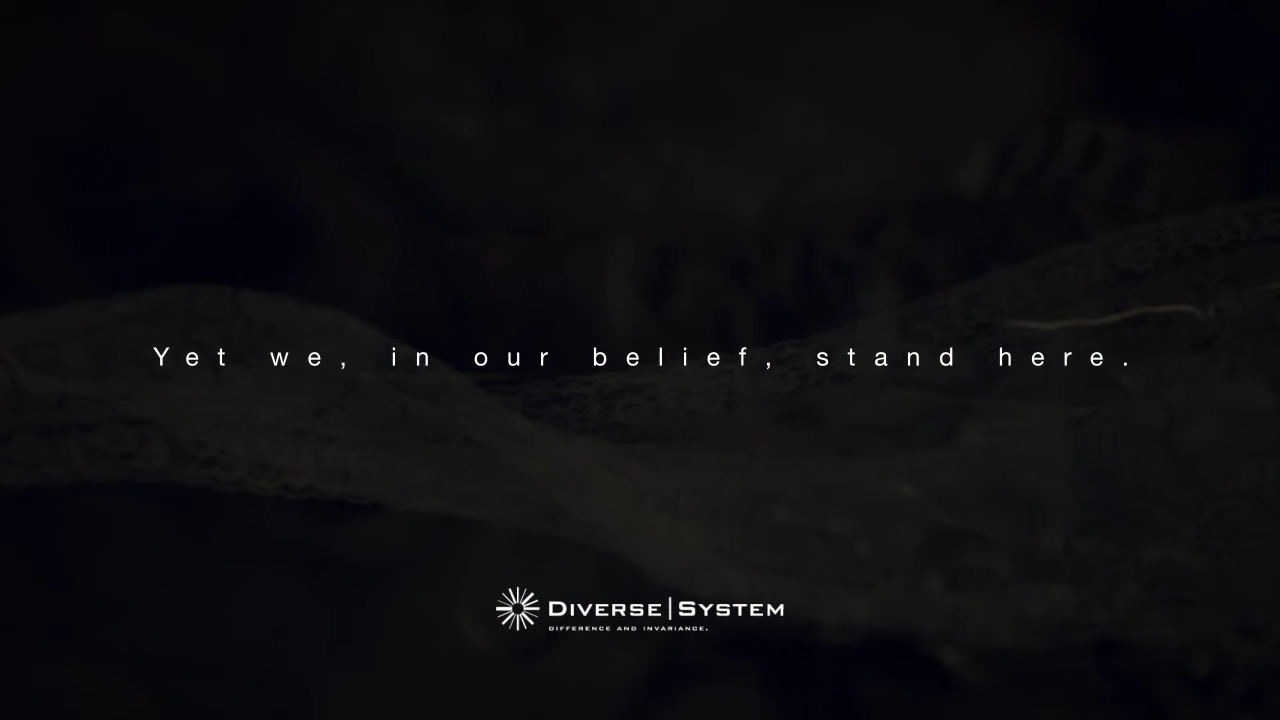 Yet we, in our belief, stand here.
DIVERSE|SYSTEM
DIFFERENCE AND INVARIANCE.